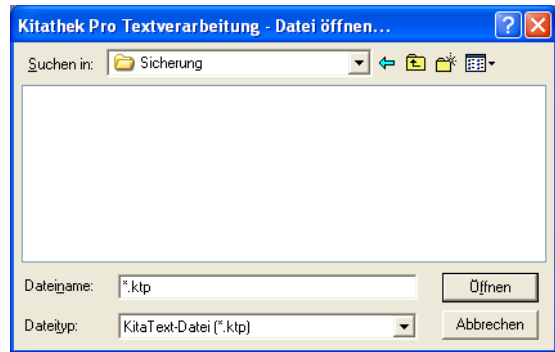 Kitathek Pro Textverarbeitung - Datei öffnen...
Suchen in: Sicherung
Dateiname: *.ktp Öffnen
Dateityp: KitaText-Datei (*.ktp) Abbrechen